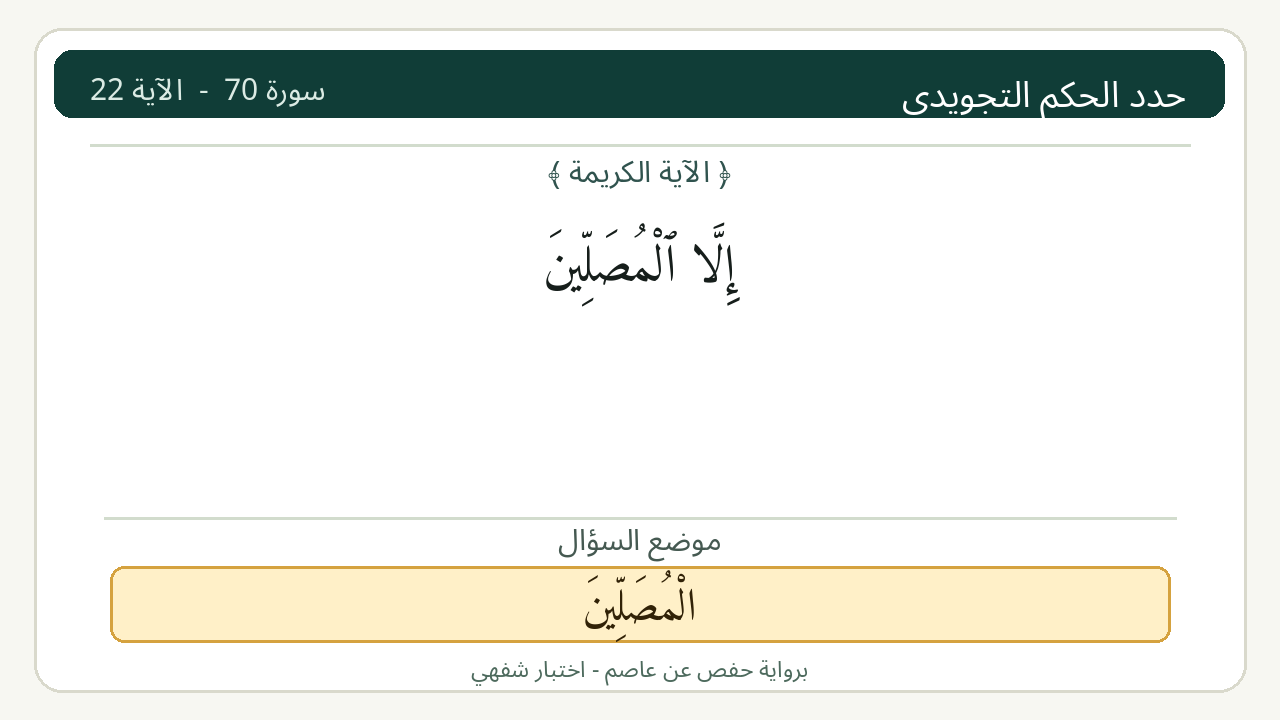 حدد الحكم التجويدى
سورة 70 - الآية 22
﴿ الآية الكريمة ﴾
إِلَّا ٱلْمُصَلِّينَ
موضع السؤال
الْمُصَلِّينَ
برواية حفص عن عاصم - اختبار شفهي